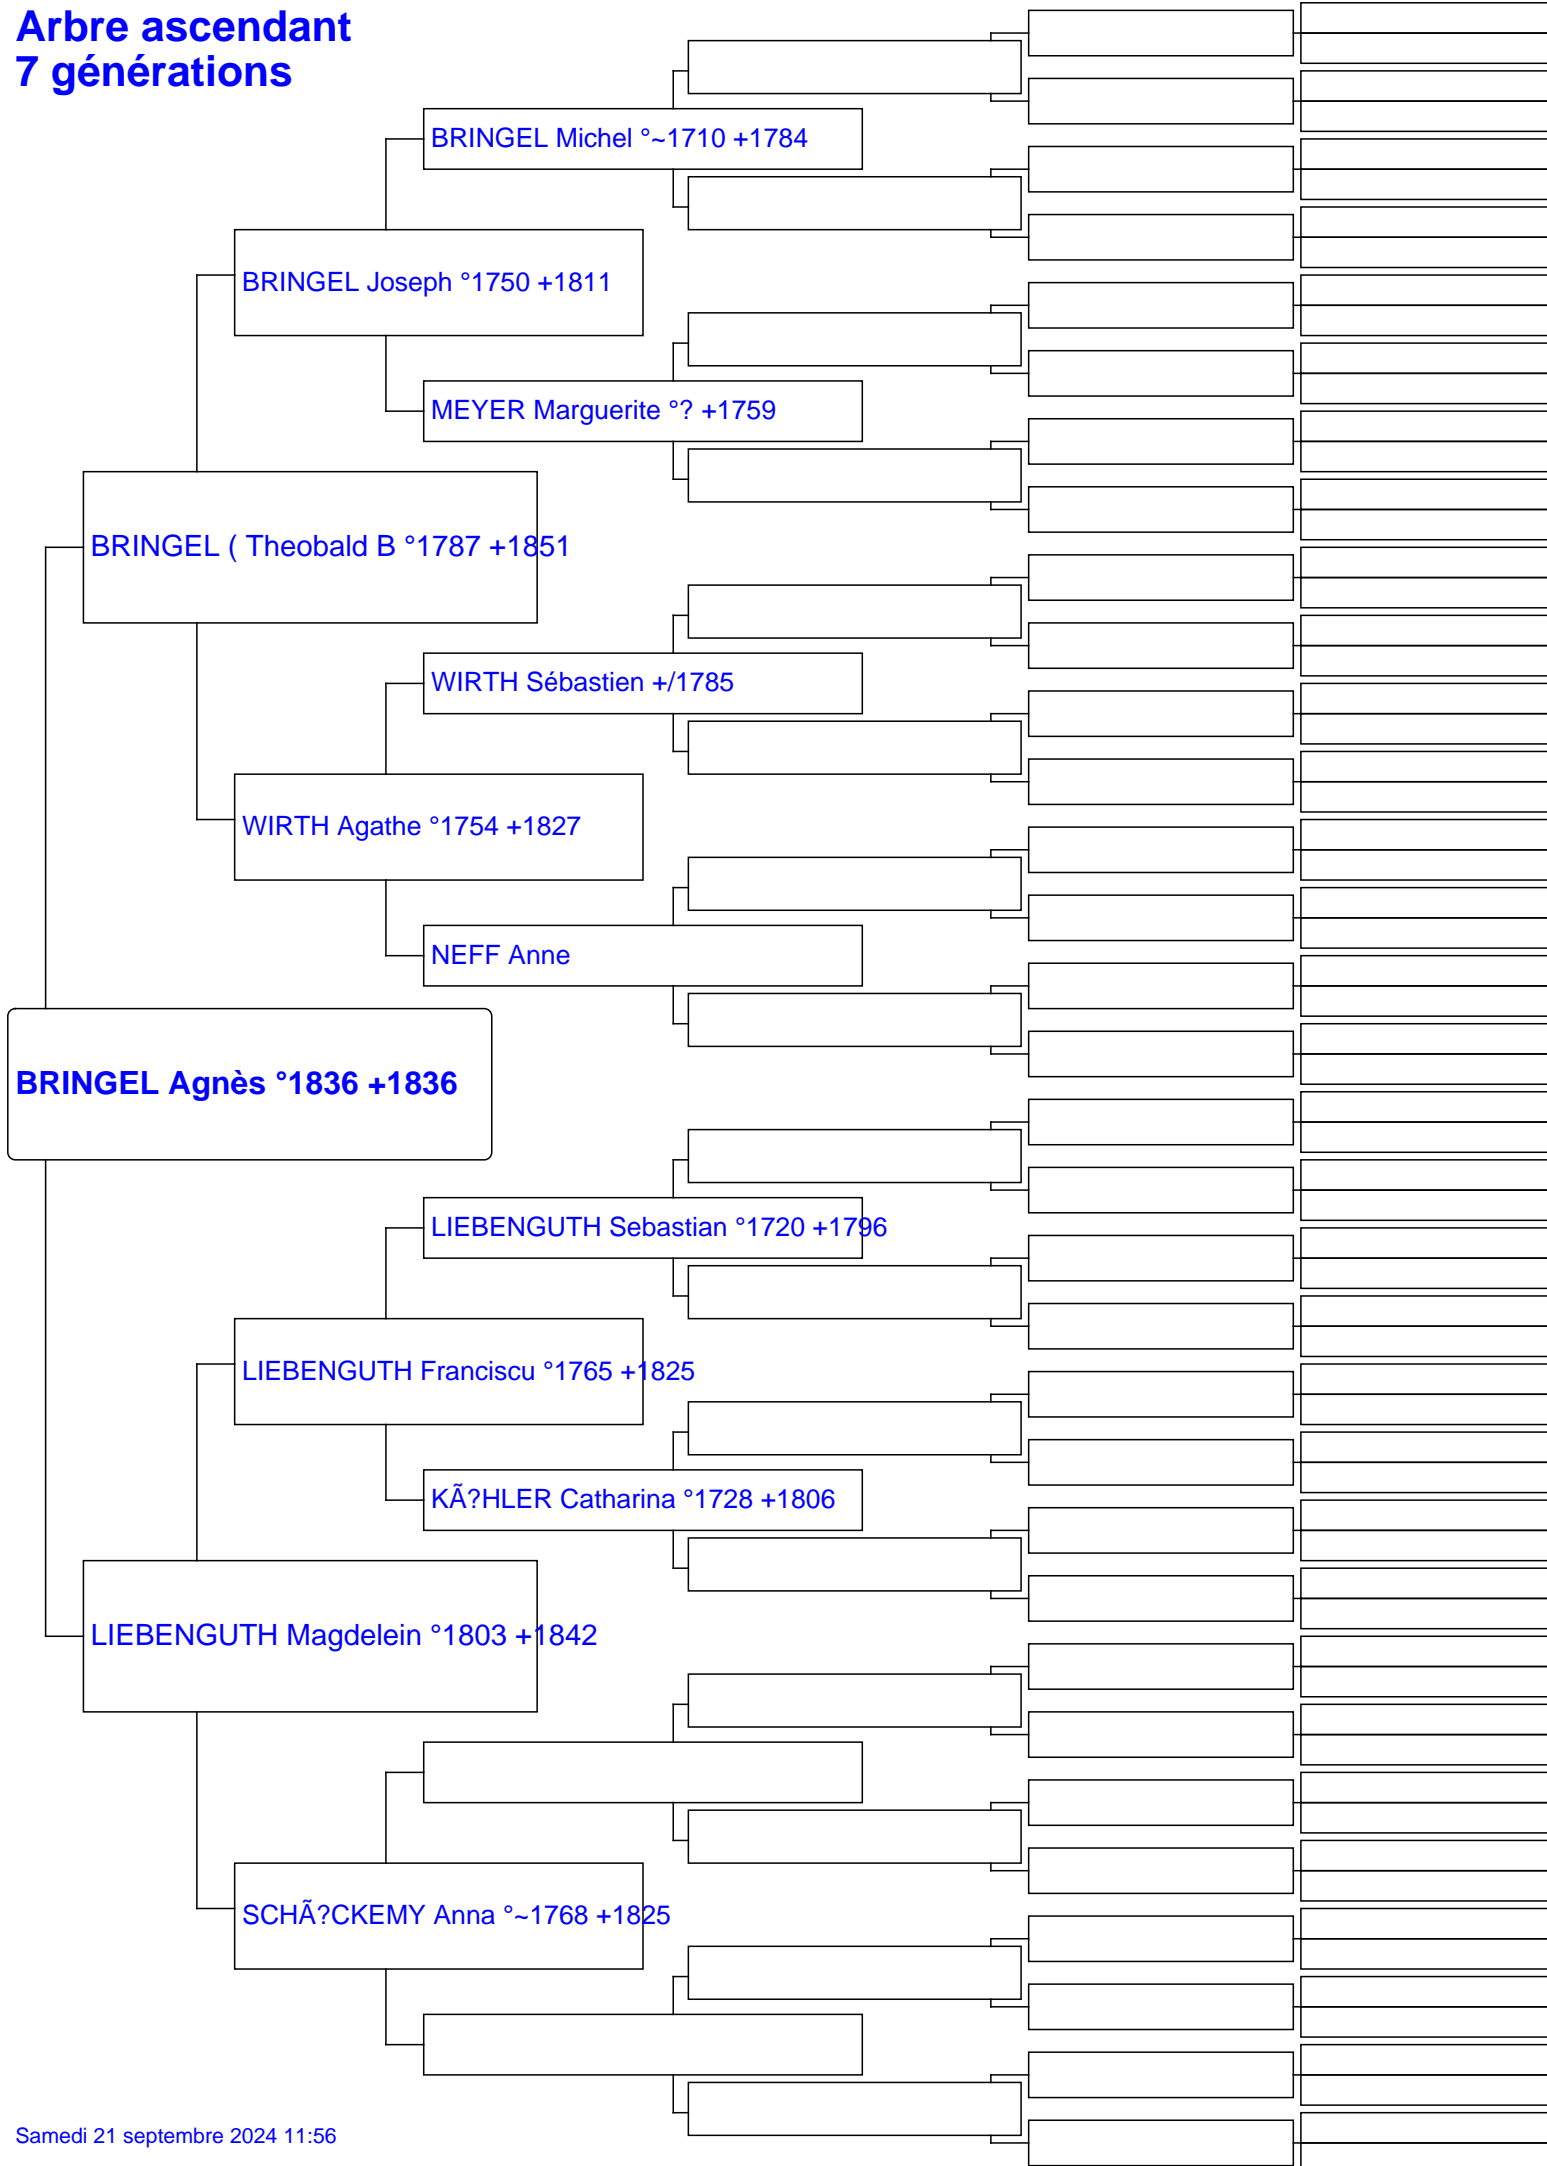 Arbre ascendant
7 générations
BRINGEL Michel °~1710 +1784
BRINGEL Joseph °1750 +1811
MEYER Marguerite °? +1759
BRINGEL ( Theobald B °1787 +1851
WIRTH Sébastien +/1785
WIRTH Agathe °1754 +1827
NEFF Anne
BRINGEL Agnès °1836 +1836
LIEBENGUTH Sebastian °1720 +1796
LIEBENGUTH Franciscu °1765 +1825
KÃ?HLER Catharina °1728 +1806
LIEBENGUTH Magdelein °1803 +1842
SCHÃ?CKEMY Anna °~1768 +1825
Samedi 21 septembre 2024 11:56